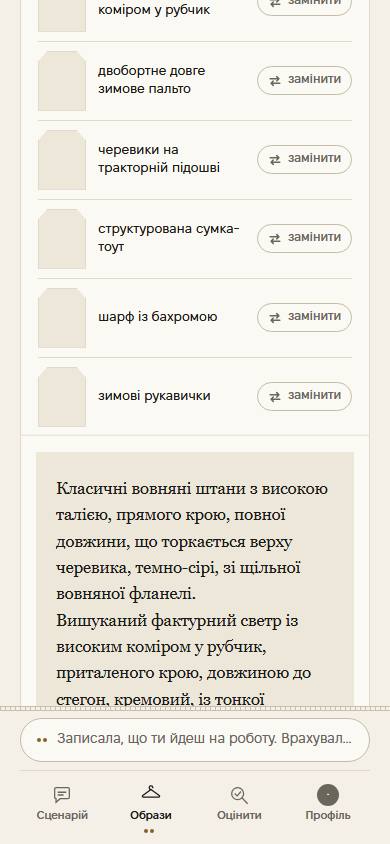 коміром у рубчик
замінити
двобортне довге
зимове пальто
замінити
черевики на
тракторній підошві
замінити
структурована сумка-
тоут
замінити
шарф із бахромою
замінити
зимові рукавички
замінити
Класичні вовняні штани з високою
талією, прямого крою, повної
довжини, що торкається верху
черевика, темно-сірі, зі щільної
вовняної фланелі.
Вишуканий фактурний светр із
високим коміром у рубчик,
приталеного крою, довжиною до
стегон, кремовий, із тонкої
Записала, що ти йдеш на роботу. Врахувал...
Сценарій
Образи
Оцінити
Профіль